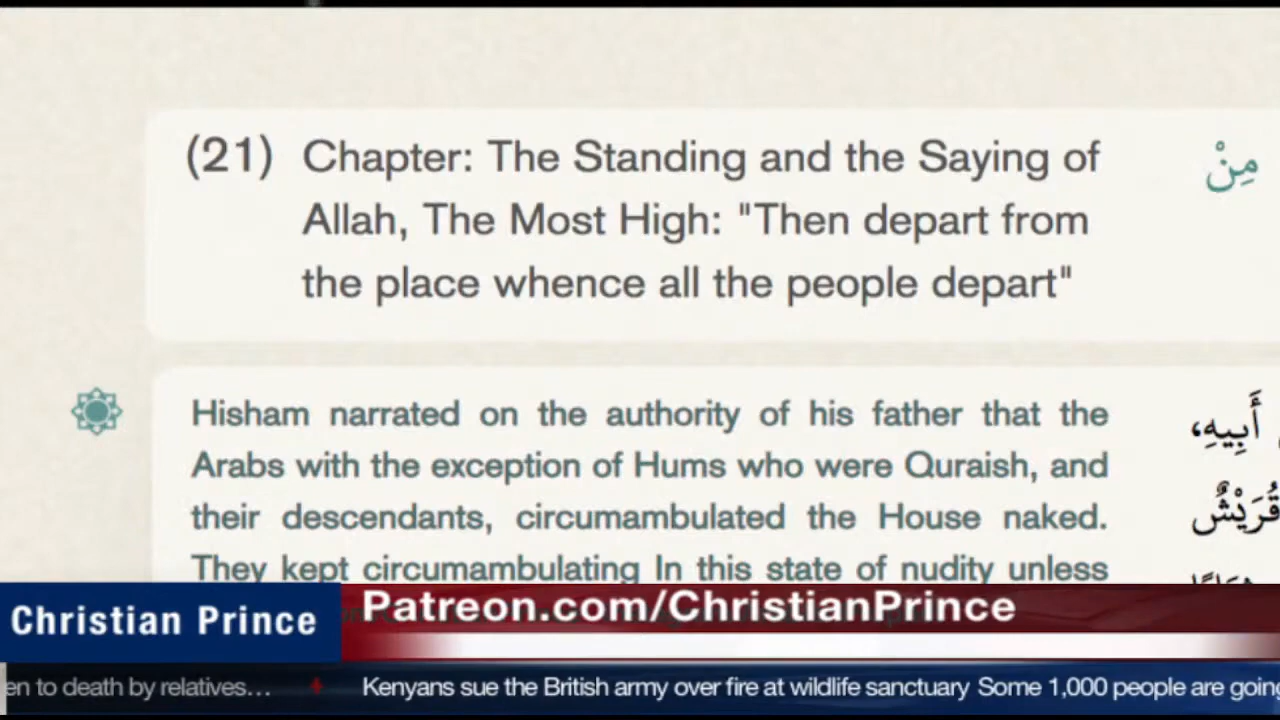 (21) Chapter: The Standing and the Saying of
Allah, The Most High: "Then depart from
the place whence all the people depart"
مِنْ
Hisham narrated on the authority of his father that the
Arabs with the exception of Hums who were Quraish, and
their descendants, circumambulated the House naked.
They kept circumambulating In this state of nudity unless
أَبِيهِ،
قُرَيْشٌ
Christian Prince
Patreon.com/ChristianPrince
en to death by relatives...
Kenyans sue the British army over fire at wildlife sanctuary Some 1,000 people are going